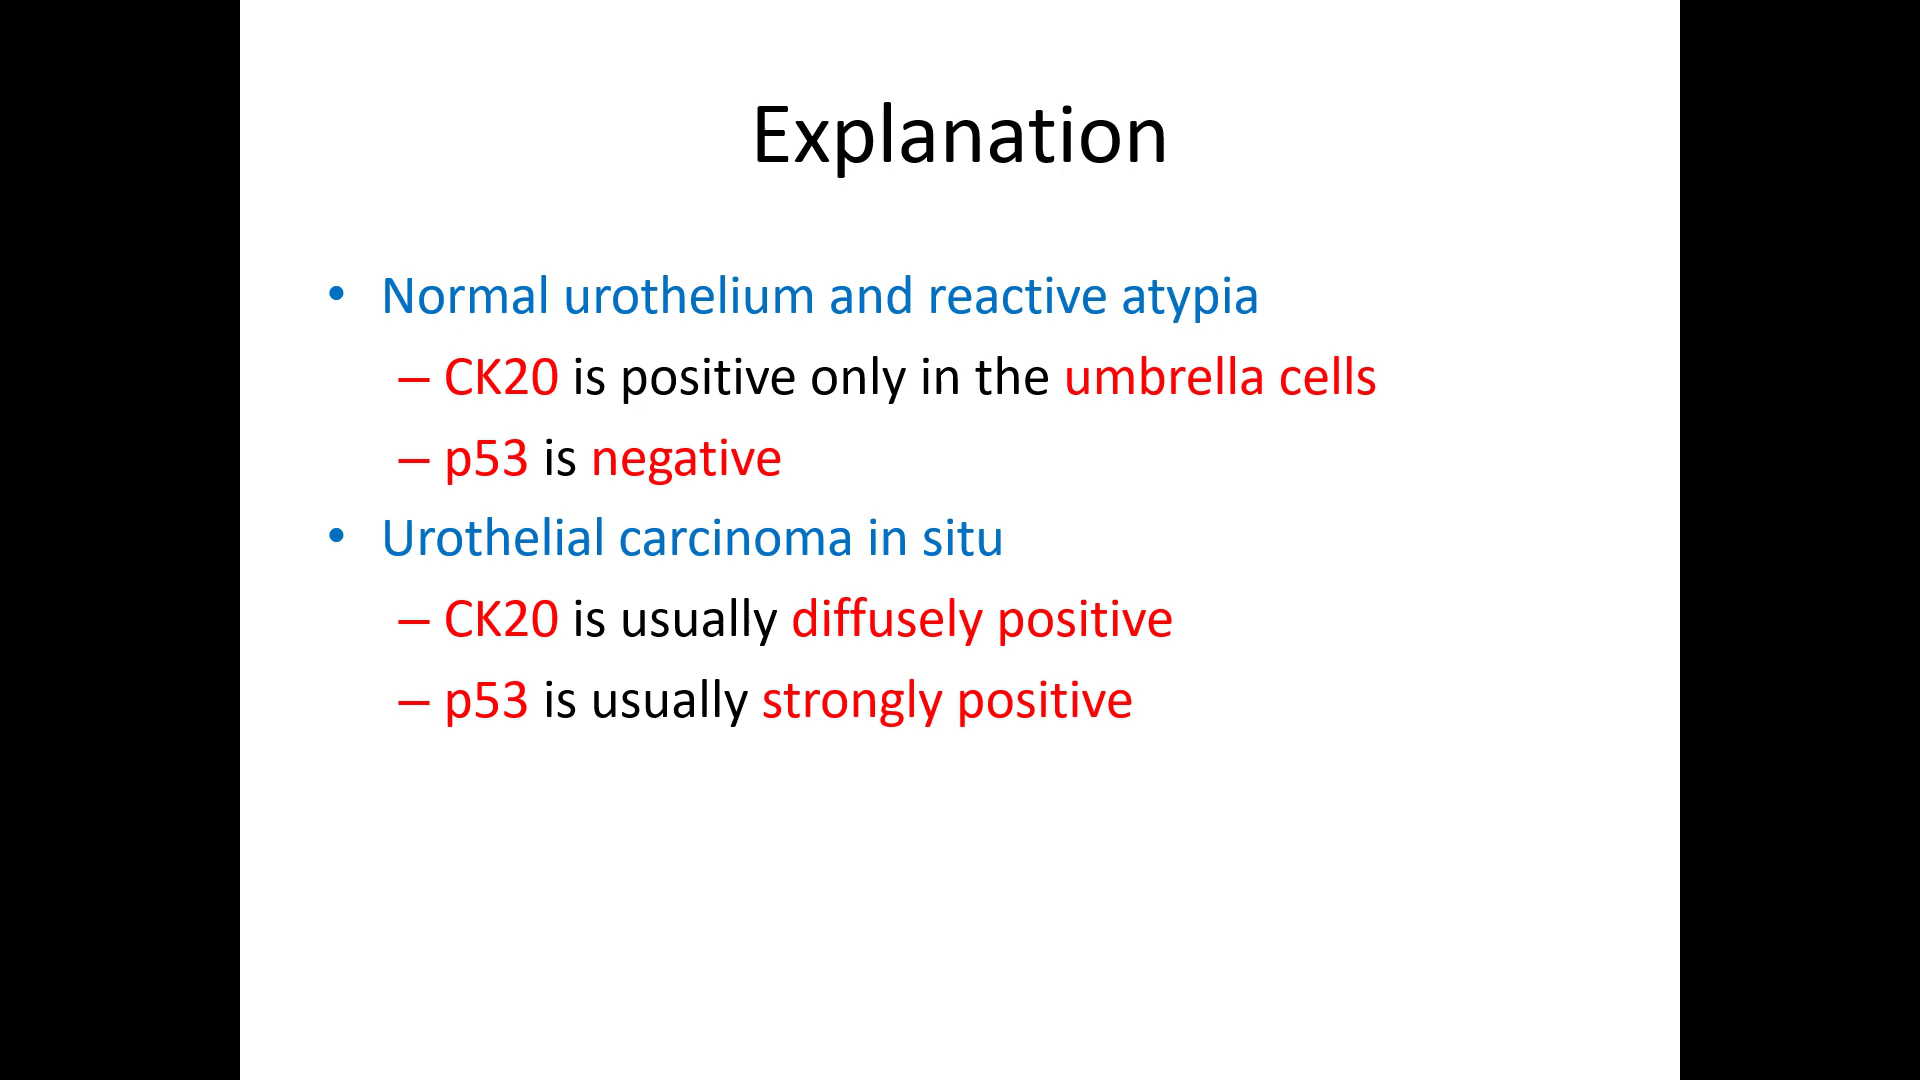 Explanation
• Normal urothelium and reactive atypia
– CK20 is positive only in the umbrella cells
– p53 is negative
• Urothelial carcinoma in situ
– CK20 is usually diffusely positive
– p53 is usually strongly positive